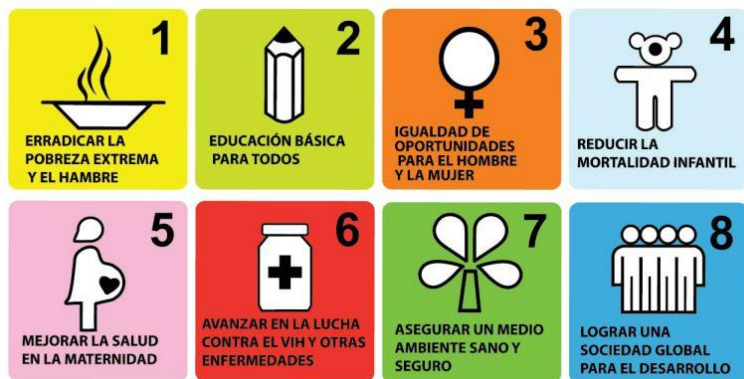 1
ERRADICAR LA
POBREZA EXTREMA
Y EL HAMBRE
2
EDUCACIÓN BÁSICA
PARA TODOS
3
IGUALDAD DE
OPORTUNIDADES
PARA EL HOMBRE
Y LA MUJER
4
REDUCIR LA
MORTALIDAD INFANTIL
5
MEJORAR LA SALUD
EN LA MATERNIDAD
6
AVANZAR EN LA LUCHA
CONTRA EL VIH Y OTRAS
ENFERMEDADES
7
ASEGURAR UN MEDIO
AMBIENTE SANO Y
SEGURO
8
LOGRAR UNA
SOCIEDAD GLOBAL
PARA EL DESARROLLO